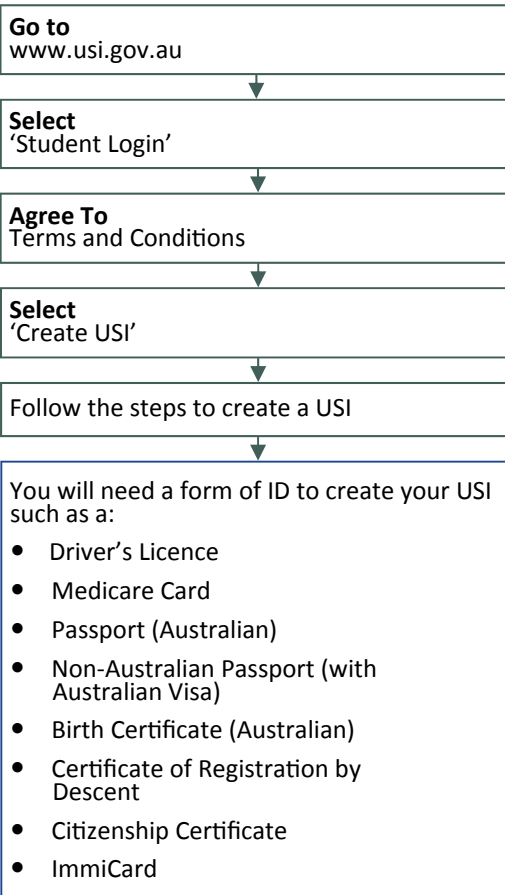 Go to
www.usi.gov.au
Select
‘Student Login’
Agree To
Terms and Conditions
Select
‘Create USI’
Follow the steps to create a USI
You will need a form of ID to create your USI
such as a:
• Driver’s Licence
• Medicare Card
• Passport (Australian)
• Non-Australian Passport (with
Australian Visa)
• Birth Certificate (Australian)
• Certificate of Registration by
Descent
• Citizenship Certificate
• ImmiCard